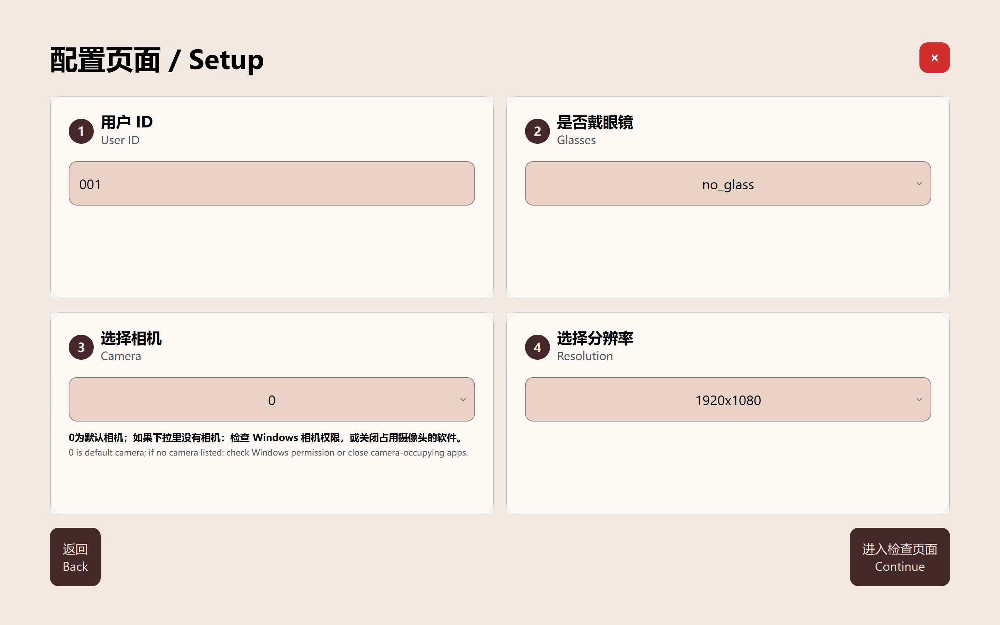 配置页面 / Setup
×
1
用户 ID
User ID
001
2
是否戴眼镜
Glasses
no_glass
3
选择相机
Camera
0
0为默认相机；如果下拉里没有相机：检查 Windows 相机权限，或关闭占用摄像头的软件。
0 is default camera; if no camera listed: check Windows permission or close camera-occupying apps.
4
选择分辨率
Resolution
1920x1080
返回
Back
进入检查页面
Continue